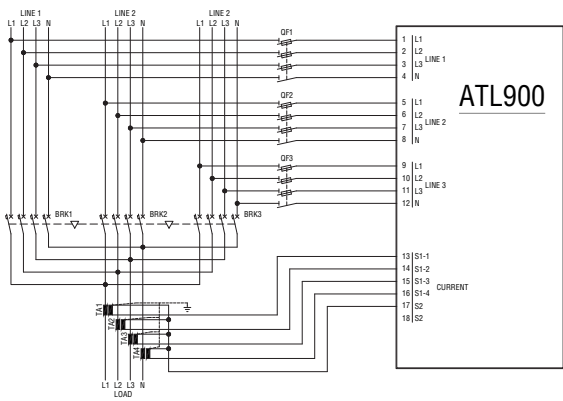 LINE 1 LINE 2 LINE 2
L1 L2 L3 N L1 L2 L3 N L1 L2 L3 N
QF1
1 L1
2 L2
3 L3
4 N
LINE 1
ATL900
QF2
5 L1
6 L2
7 L3
8 N
LINE 2
QF3
9 L1
10 L2
11 L3
12 N
LINE 3
BRK1 BRK2 BRK3
13 S1-1
14 S1-2
15 S1-3
16 S1-4
17 S2
18 S2
CURRENT
TA1
TA2
TA3
TA4
L1 L2 L3 N
LOAD